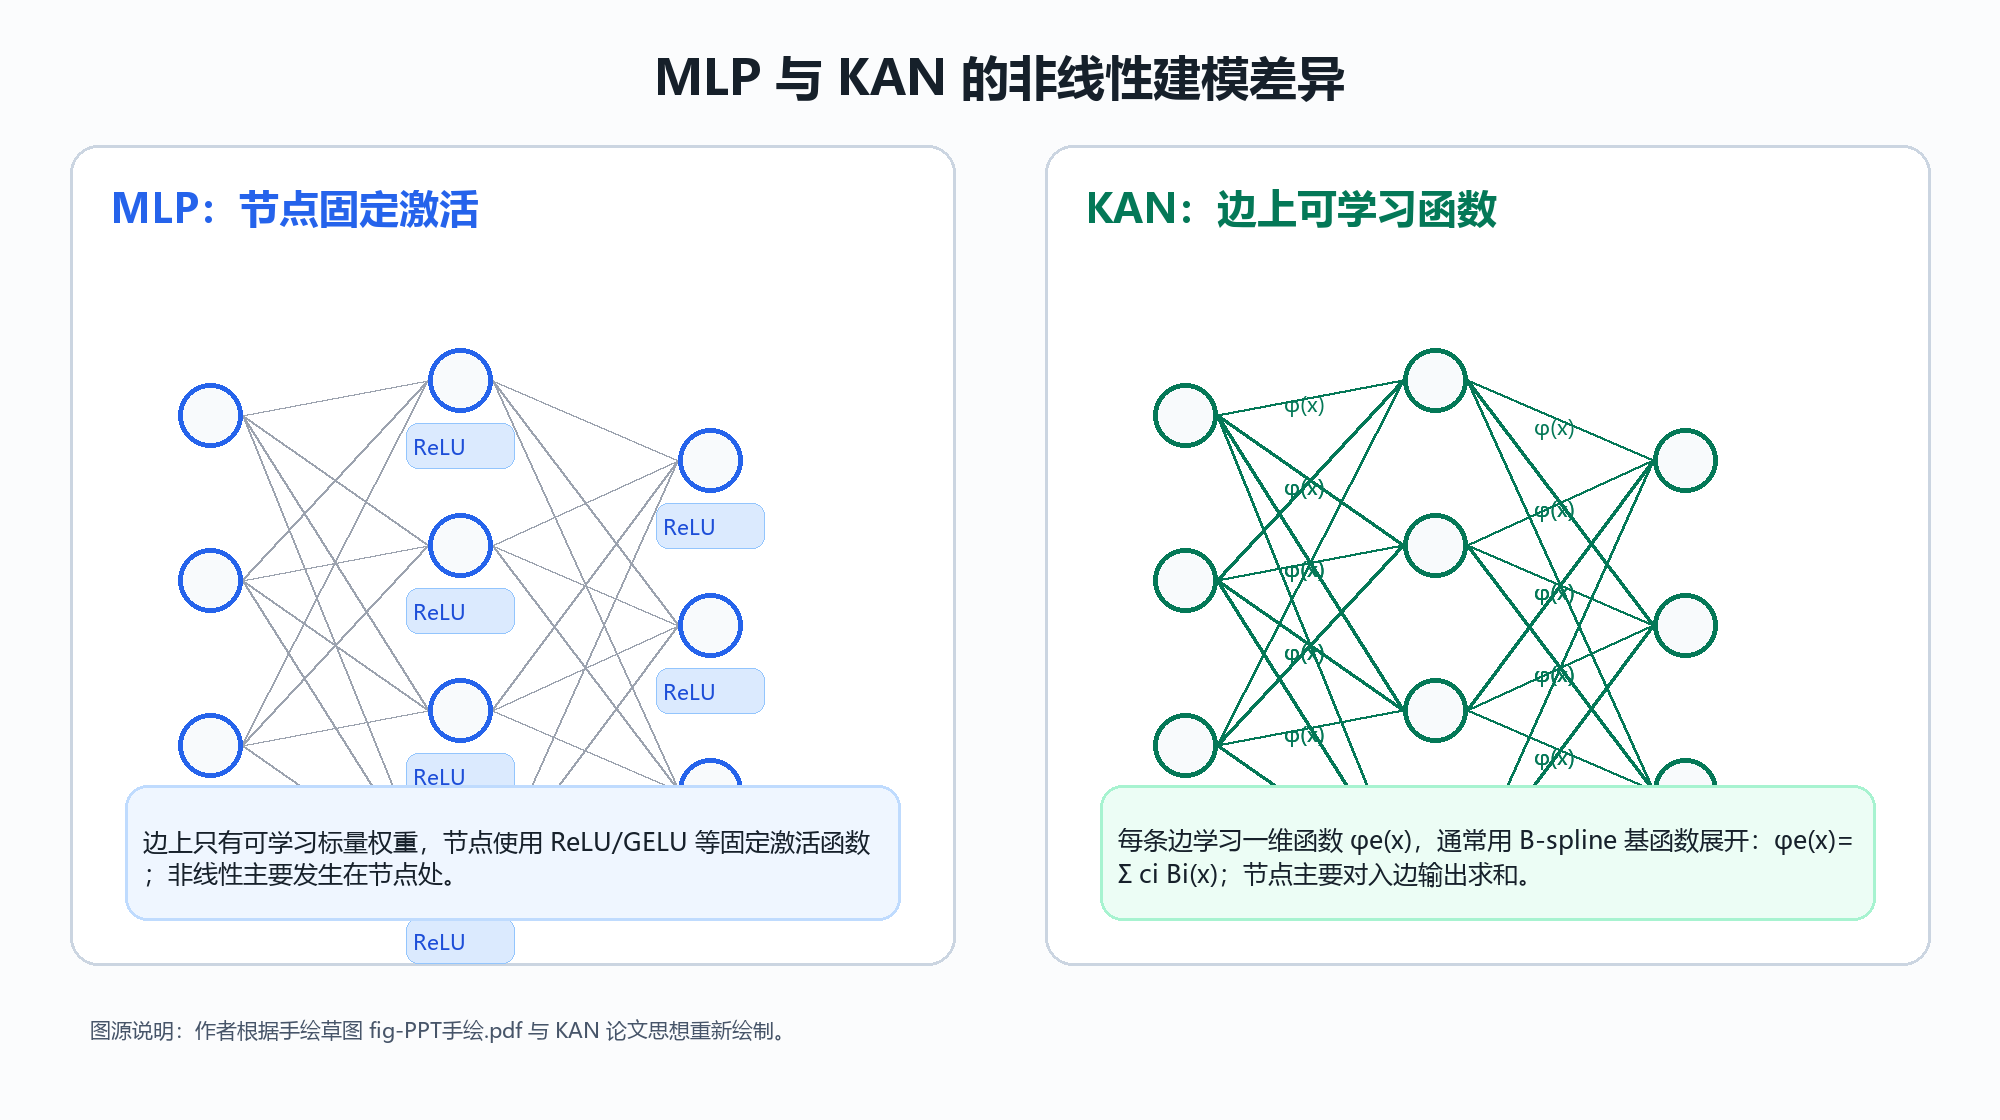 MLP 与 KAN 的非线性建模差异
MLP：节点固定激活
ReLU
ReLU
ReLU
ReLU
ReLU
边上只有可学习标量权重，节点使用 ReLU/GELU 等固定激活函数
；非线性主要发生在节点处。
ReLU
KAN：边上可学习函数
φ(x)
φ(x)
φ(x)
φ(x)
φ(x)
φ(x)
φ(x)
φ(x)
φ(x)
φ(x)
每条边学习一维函数 φe(x)，通常用 B-spline 基函数展开：φe(x)=
Σ ci Bi(x)；节点主要对入边输出求和。
图源说明：作者根据手绘草图 fig-PPT手绘.pdf 与 KAN 论文思想重新绘制。